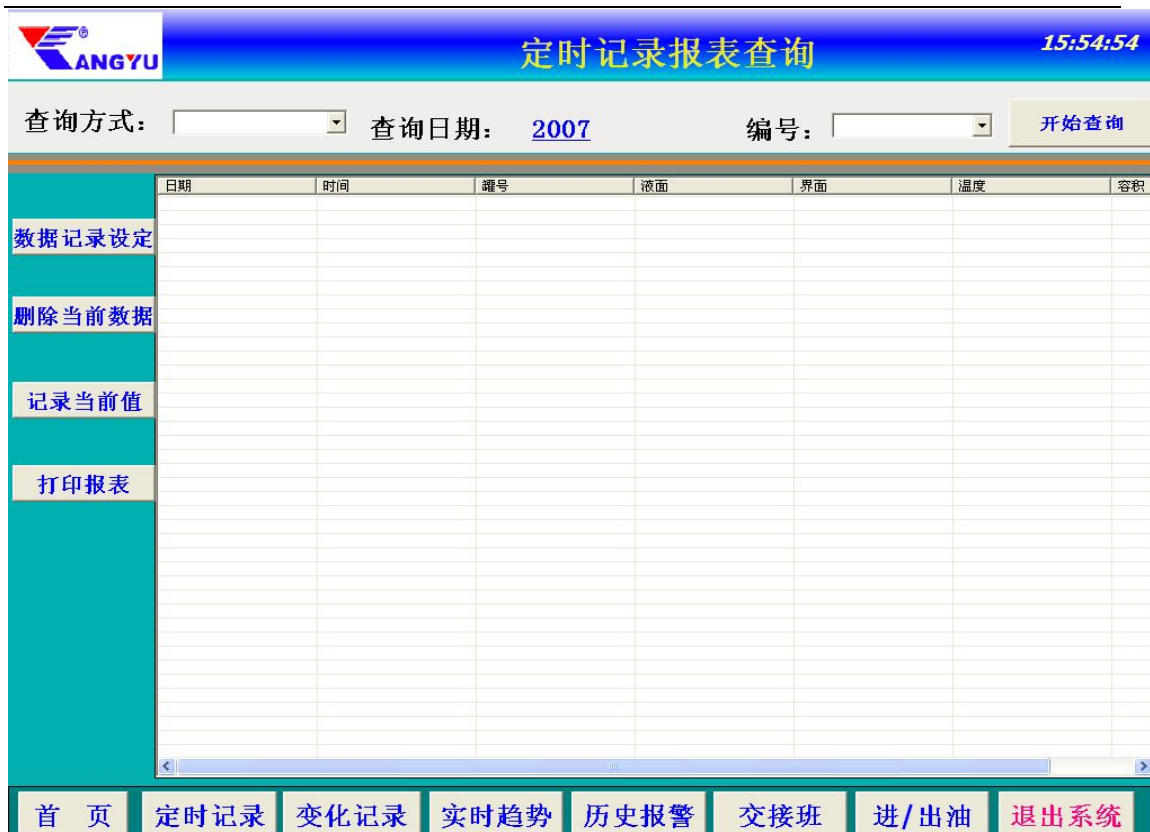 ®
ANGYU
定时记录报表查询
15:54:54
查询方式：
查询日期： 2007
编号：
开始查询
日期 时间 罐号 液面 界面 温度 容积
数据记录设定
删除当前数据
记录当前值
打印报表
首 页 定时记录 变化记录 实时趋势 历史报警 交接班 进/出油 退出系统